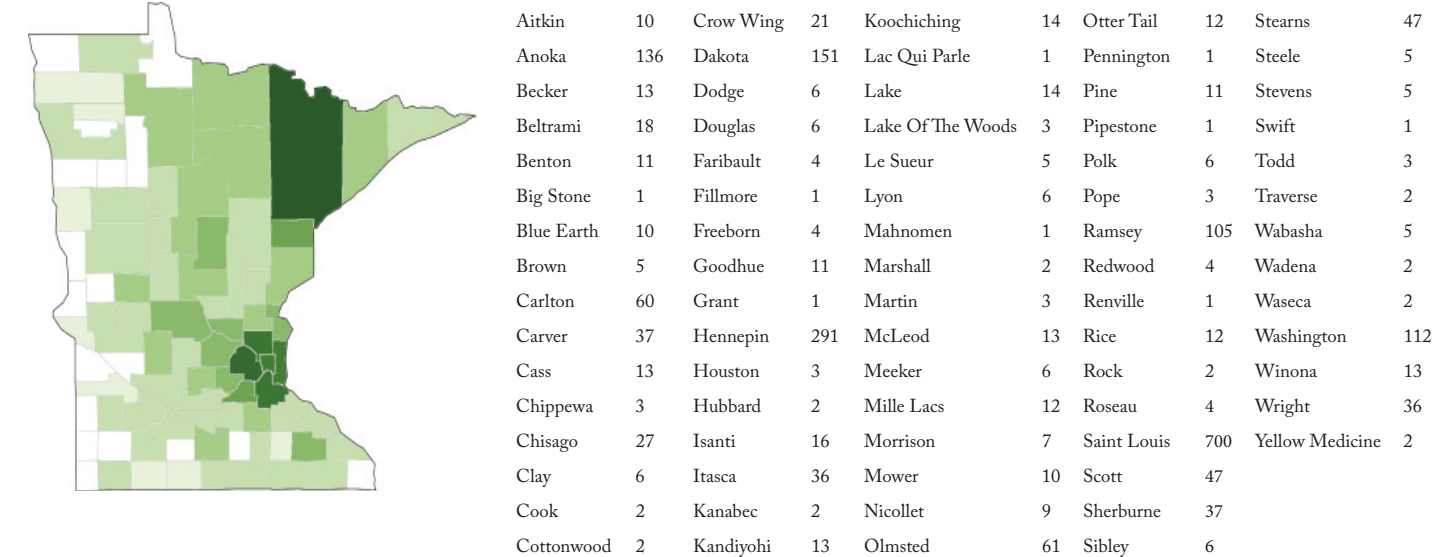 Aitkin 10 Crow Wing 21 Koochiching 14 Otter Tail 12 Stearns 47
Anoka 136 Dakota 151 Lac Qui Parle 1 Pennington 1 Steele 5
Becker 13 Dodge 6 Lake 14 Pine 11 Stevens 5
Beltrami 18 Douglas 6 Lake Of The Woods 3 Pipestone 1 Swift 1
Benton 11 Faribault 4 Le Sueur 5 Polk 6 Todd 3
Big Stone 1 Fillmore 1 Lyon 6 Pope 3 Traverse 2
Blue Earth 10 Freeborn 4 Mahnomen 1 Ramsey 105 Wabasha 5
Brown 5 Goodhue 11 Marshall 2 Redwood 4 Wadena 2
Carlton 60 Grant 1 Martin 3 Renville 1 Waseca 2
Carver 37 Hennepin 291 McLeod 13 Rice 12 Washington 112
Cass 13 Houston 3 Meeker 6 Rock 2 Winona 13
Chippewa 3 Hubbard 2 Mille Lacs 12 Roseau 4 Wright 36
Chisago 27 Isanti 16 Morrison 7 Saint Louis 700 Yellow Medicine 2
Clay 6 Itasca 36 Mower 10 Scott 47
Cook 2 Kanabec 2 Nicollet 9 Sherburne 37
Cottonwood 2 Kandiyohi 13 Olmsted 61 Sibley 6